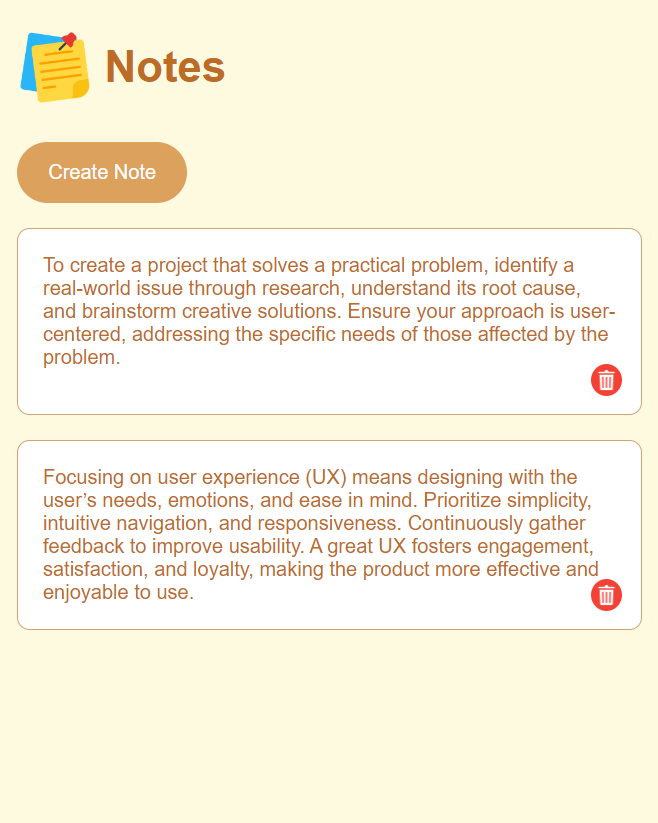 Notes
Create Note
To create a project that solves a practical problem, identify a
real-world issue through research, understand its root cause,
and brainstorm creative solutions. Ensure your approach is user-
centered, addressing the specific needs of those affected by the
problem.
Focusing on user experience (UX) means designing with the
user’s needs, emotions, and ease in mind. Prioritize simplicity,
intuitive navigation, and responsiveness. Continuously gather
feedback to improve usability. A great UX fosters engagement,
satisfaction, and loyalty, making the product more effective and
enjoyable to use.